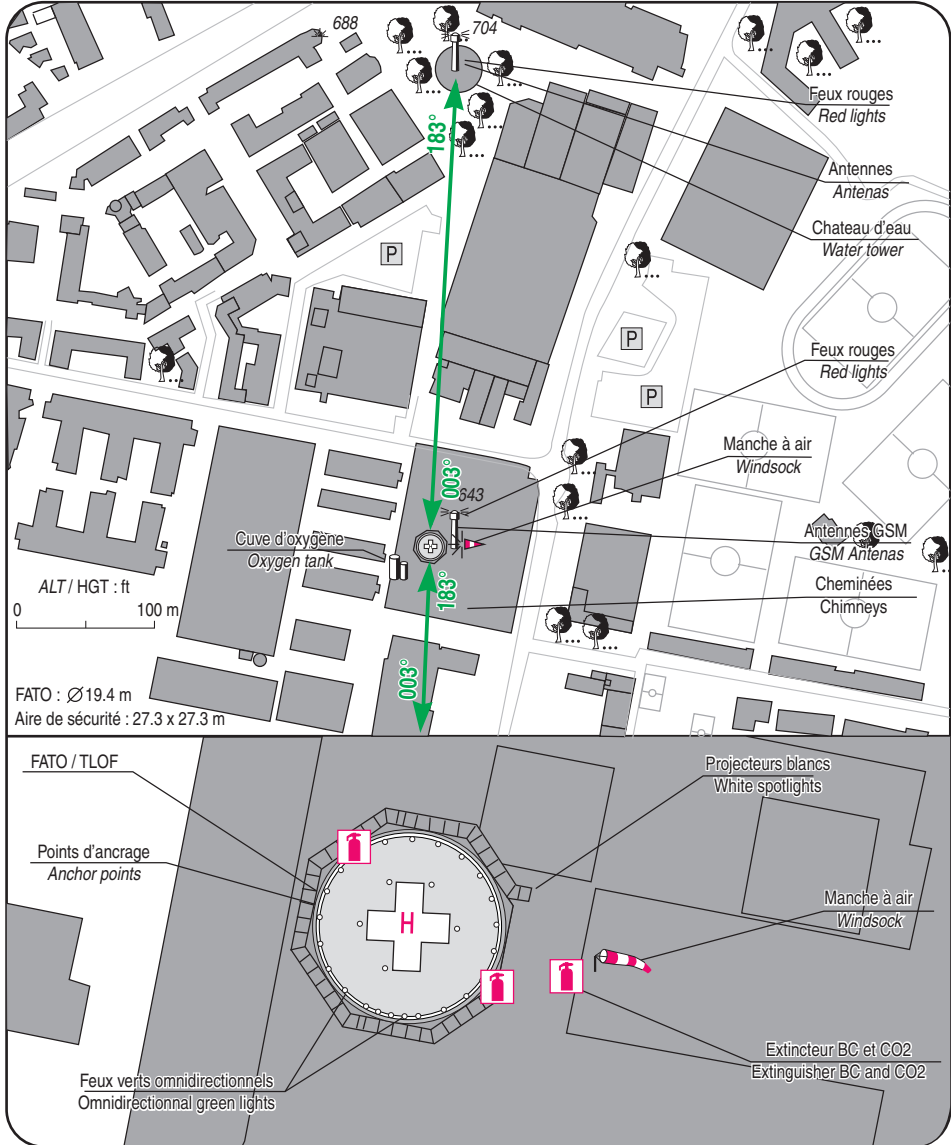 688
704
183°
Feux rouges
Red lights
Antennes
Antenas
Chateau d'eau
Water tower
P
P
P
Feux rouges
Red lights
Manche à air
Windsock
003°
643
Cuve d'oxygène
Oxygen tank
Antennes GSM
GSM Antenas
183°
Cheminées
Chimneys
ALT / HGT : ft
0 100 m
003°
FATO : Ø 19.4 m
Aire de sécurité : 27.3 x 27.3 m
FATO / TLOF
Projecteurs blancs
White spotlights
Points d'ancrage
Anchor points
Manche à air
Windsock
H
Extincteur BC et CO2
Extinguisher BC and CO2
Feux verts omnidirectionnels
Omnidirectionnal green lights